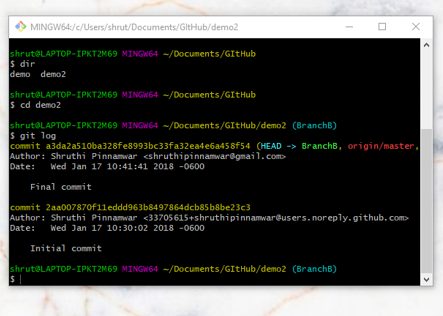 MINGW64:/c/Users/shrut/Documents/GitHub/demo2
shrut@LAPTOP-IPKT2M69 MINGW64 ~/Documents/GItHub
$ dir
demo  demo2
shrut@LAPTOP-IPKT2M69 MINGW64 ~/Documents/GItHub
$ cd demo2
shrut@LAPTOP-IPKT2M69 MINGW64 ~/Documents/GItHub/demo2 (BranchB)
$ git log
commit a3da2a510ba328fe8993bc33fa32ea4e6a458f54 (HEAD -> BranchB, origin/master,
Author: Shruthi Pinnamwar <shruthipinnamwar@gmail.com>
Date:   Wed Jan 17 10:41:41 2018 -0600
Final commit
commit 2aa007870f11eddd963b8497864dcb85b8be23c3
Author: Shruthi Pinnamwar <33705615+shruthipinnamwar@users.noreply.github.com>
Date:   Wed Jan 17 10:30:02 2018 -0600
Initial commit
shrut@LAPTOP-IPKT2M69 MINGW64 ~/Documents/GItHub/demo2 (BranchB)
$